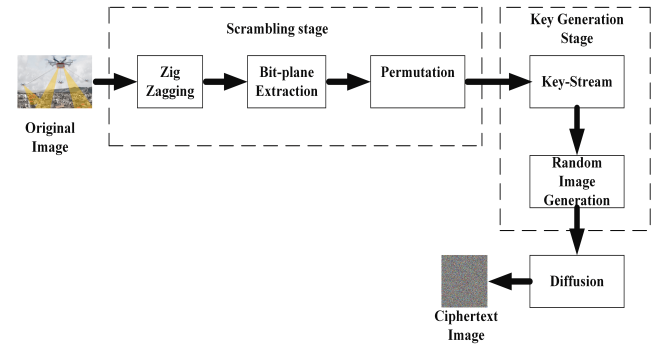 Scrambling stage
Key Generation
Stage
Original
Image
Zig
Zagging
Bit-plane
Extraction
Permutation
Key-Stream
Random
Image
Generation
Diffusion
Ciphertext
Image